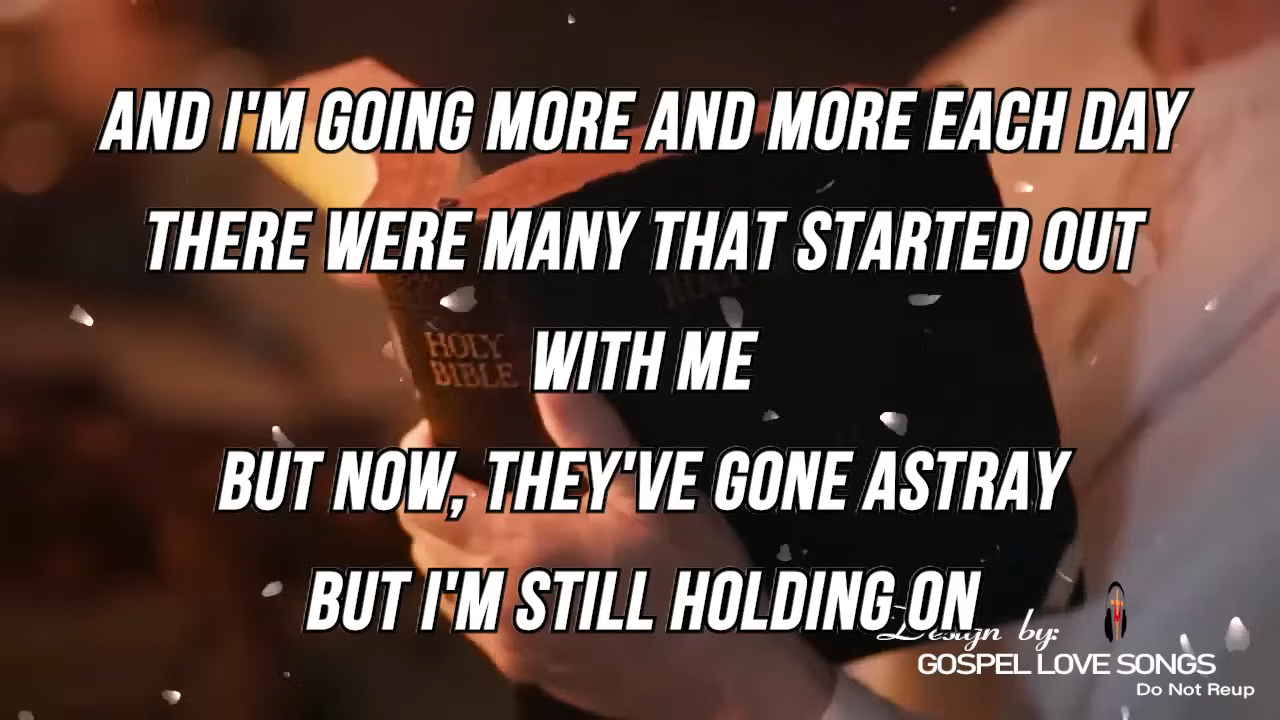 AND I'M GOING MORE AND MORE EACH DAY
THERE WERE MANY THAT STARTED OUT
WITH ME
HOLY
BIBLE
BUT NOW, THEY'VE GONE ASTRAY
BUT I'M STILL HOLDING ON
Design by:
GOSPEL LOVE SONGS
Do Not Reup